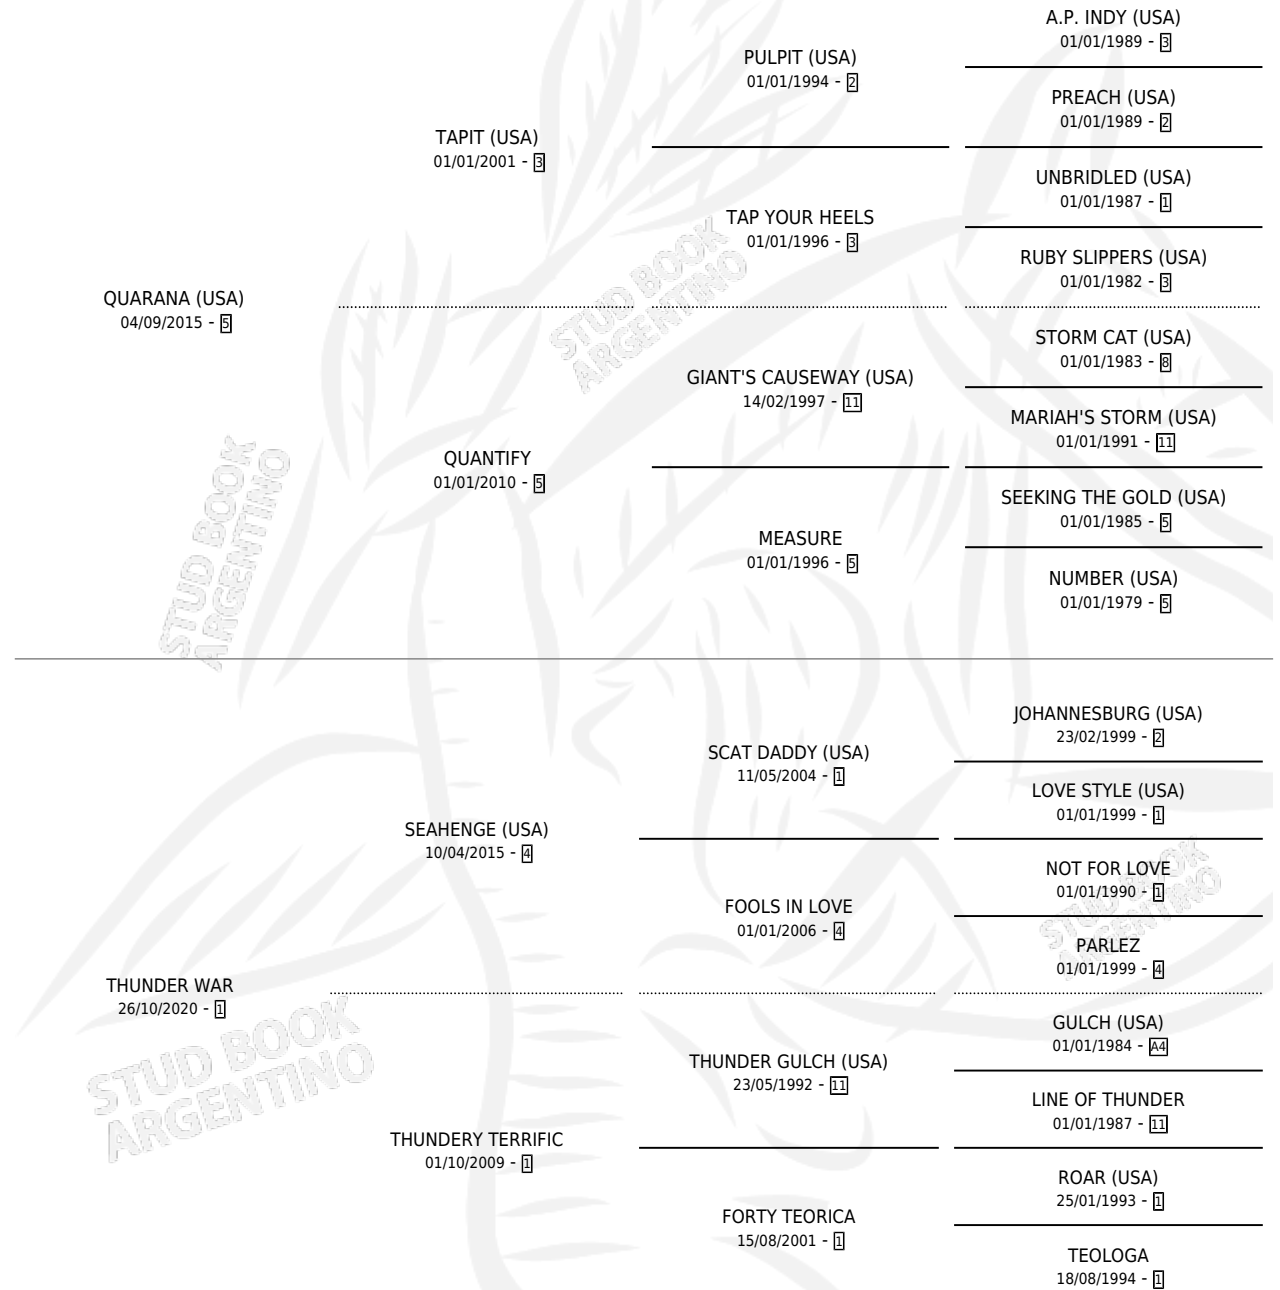 A.P. INDY (USA)
01/01/1989 - 3
PULPIT (USA)
01/01/1994 - 2
PREACH (USA)
01/01/1989 - 2
TAPIT (USA)
01/01/2001 - 3
UNBRIDLED (USA)
01/01/1987 - 1
TAP YOUR HEELS
01/01/1996 - 3
RUBY SLIPPERS (USA)
01/01/1982 - 3
QUARANA (USA)
04/09/2015 - 5
STORM CAT (USA)
01/01/1983 - 8
GIANT'S CAUSEWAY (USA)
14/02/1997 - 11
MARIAH'S STORM (USA)
01/01/1991 - 11
QUANTIFY
01/01/2010 - 5
SEEKING THE GOLD (USA)
01/01/1985 - 5
MEASURE
01/01/1996 - 5
NUMBER (USA)
01/01/1979 - 5
STUD BOOK
ARGENTINO
STUD BOOK
ARGENTINO
JOHANNESBURG (USA)
23/02/1999 - 2
SCAT DADDY (USA)
11/05/2004 - 1
LOVE STYLE (USA)
01/01/1999 - 1
SEAHENGE (USA)
10/04/2015 - 4
NOT FOR LOVE
01/01/1990 - 1
FOOLS IN LOVE
01/01/2006 - 4
PARLEZ
01/01/1999 - 4
THUNDER WAR
26/10/2020 - 1
GULCH (USA)
01/01/1984 - A4
THUNDER GULCH (USA)
23/05/1992 - 11
LINE OF THUNDER
01/01/1987 - 11
THUNDERY TERRIFIC
01/10/2009 - 1
ROAR (USA)
25/01/1993 - 1
FORTY TEORICA
15/08/2001 - 1
TEOLOGA
18/08/1994 - 1
STUD BOOK
ARGENTINO
STUD BOOK
ARGENTINO